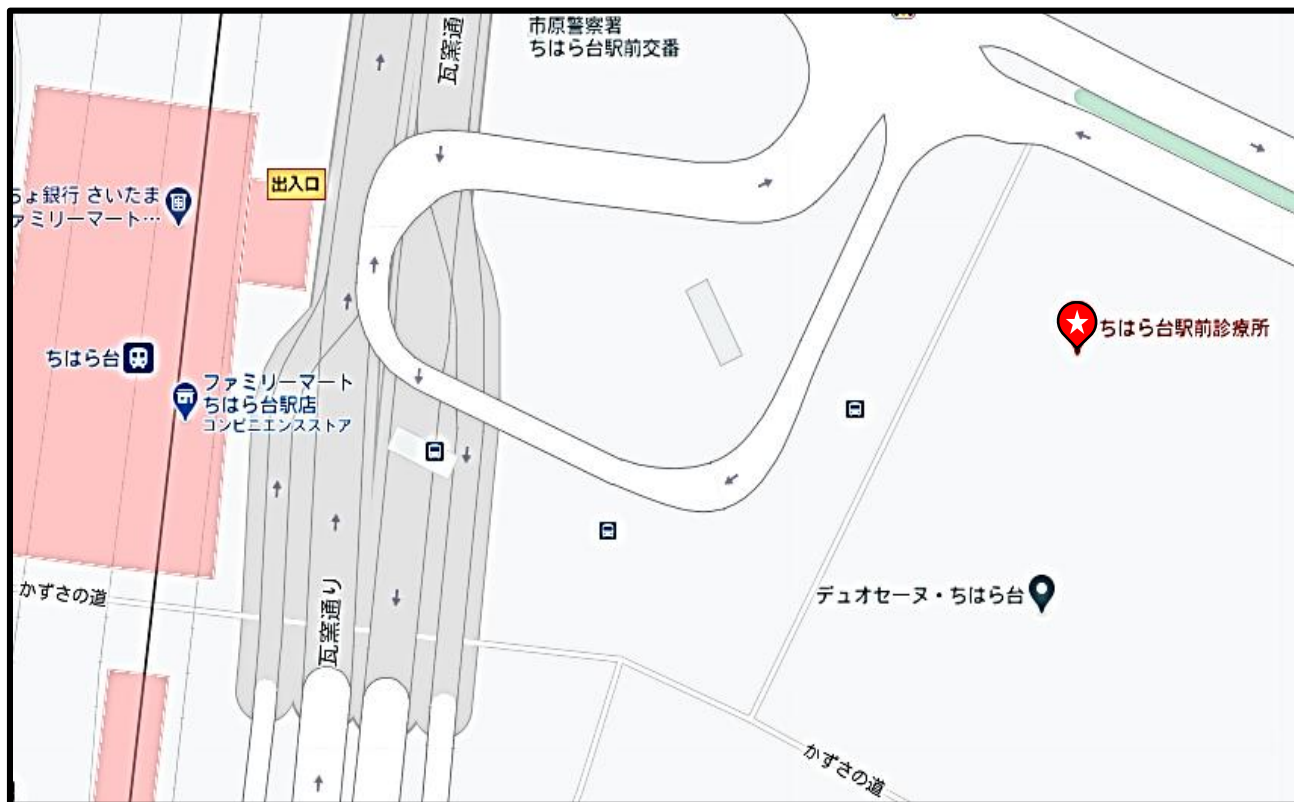 市原警察署
ちはら台駅前交番
瓦窯通
出入口
ちょ銀行 さいたま
ァミリーマート…
ちはら台駅前診療所
ちはら台
ファミリーマート
ちはら台駅店
コンビニエンスストア
かずさの道
瓦窯通り
デュオセーヌ・ちはら台
かずさの道